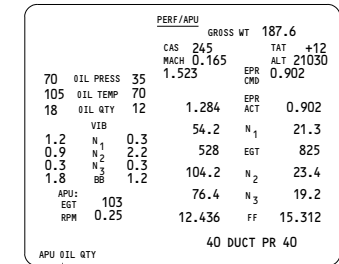 PERF/APU
GROSS WT 187.6
CAS 245 TAT +12
MACH 0.165 ALT 21030
1.523 EPR CMD 0.902
70 OIL PRESS 35
105 OIL TEMP 70
18 OIL QTY 12
1.284 EPR ACT 0.902
VIB
54.2 N1 21.3
1.2 N1 0.3
0.9 N2 2.2
528 EGT 825
0.3 N3 0.3
1.8 BB 1.2
104.2 N2 23.4
APU:
EGT 103
76.4 N3 19.2
RPM 0.25
12.436 FF 15.312
40 DUCT PR 40
APU OIL QTY